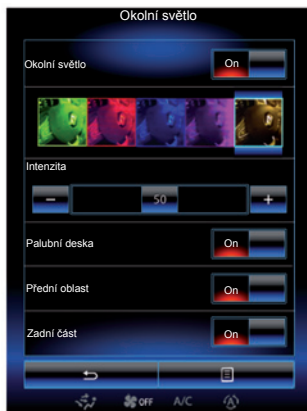 Okolní světlo
Okolní světlo
On
Intenzita
− 50 +
Palubní deska
On
Přední oblast
On
Zadní část
On
OFF A/C A